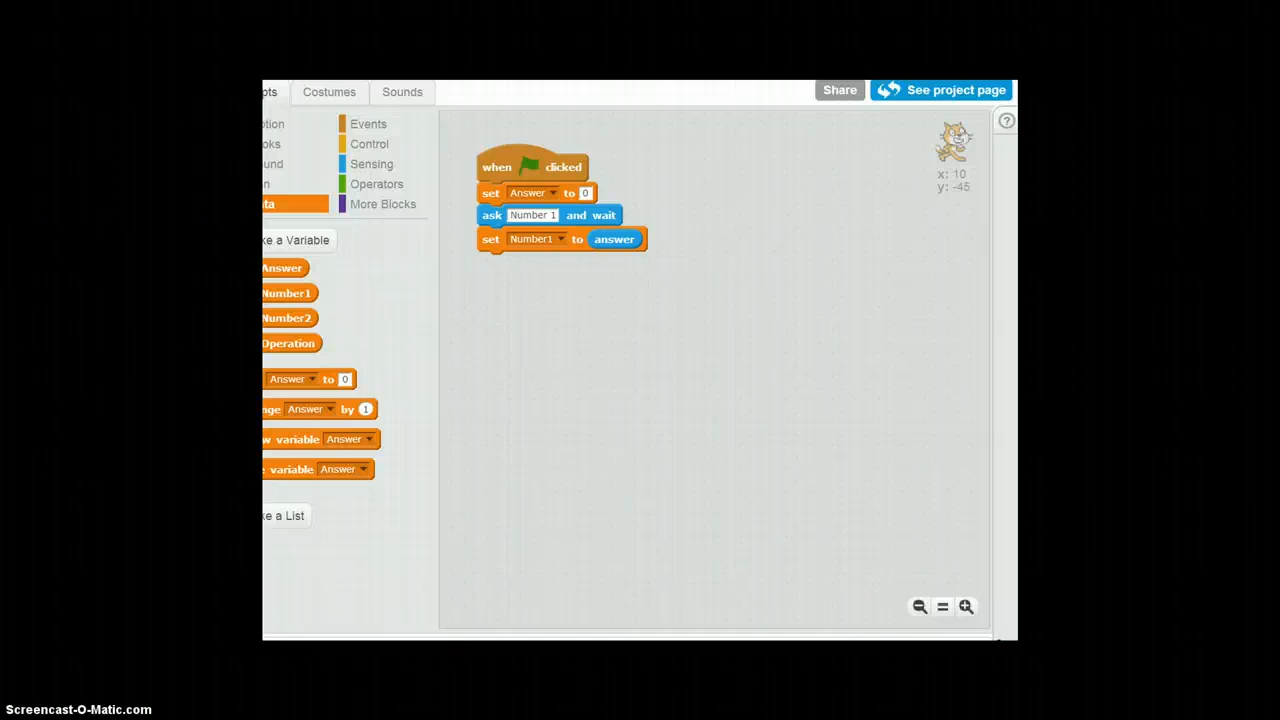 pts Costumes Sounds
Share See project page
otion Events
oks Control
und Sensing
n Operators
ta More Blocks
ke a Variable
Answer
Number1
Number2
Operation
Answer to 0
nge Answer by 1
w variable Answer
e variable Answer
ke a List
when clicked
set Answer to 0
ask Number 1 and wait
set Number1 to answer
x: 10
y: -45
?
Screencast-O-Matic.com